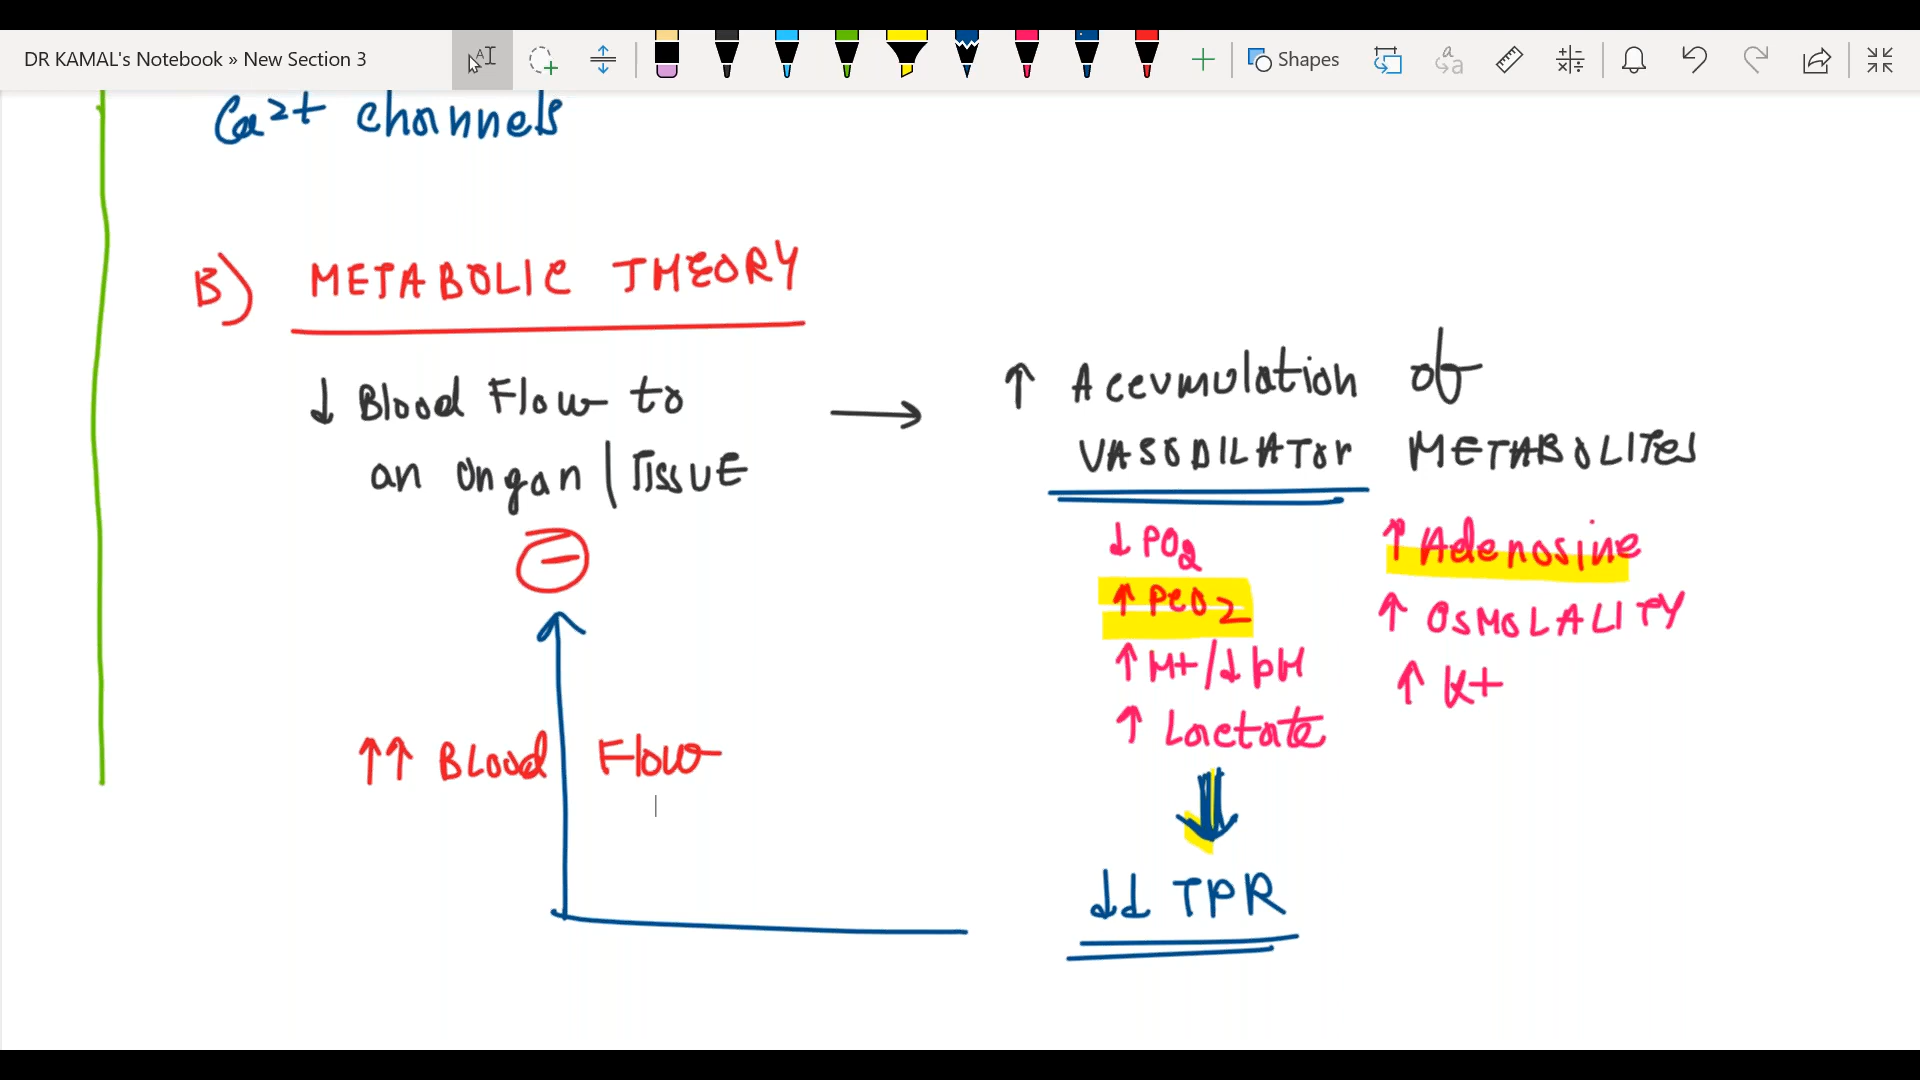 DR KAMAL's Notebook » New Section 3
Shapes
Ca²⁺ channels
B) METABOLIC THEORY
↓ Blood Flow to
an organ / TISSUE
⊖
↑↑ Blood Flow
→
↑ Accumulation of
VASODILATOR METABOLITES
↓ PO₂
↑ PCO₂
↑ H+/↓pH
↑ Lactate
↑ Adenosine
↑ OSMOLALITY
↑ K+
⇓
↓↓ TPR